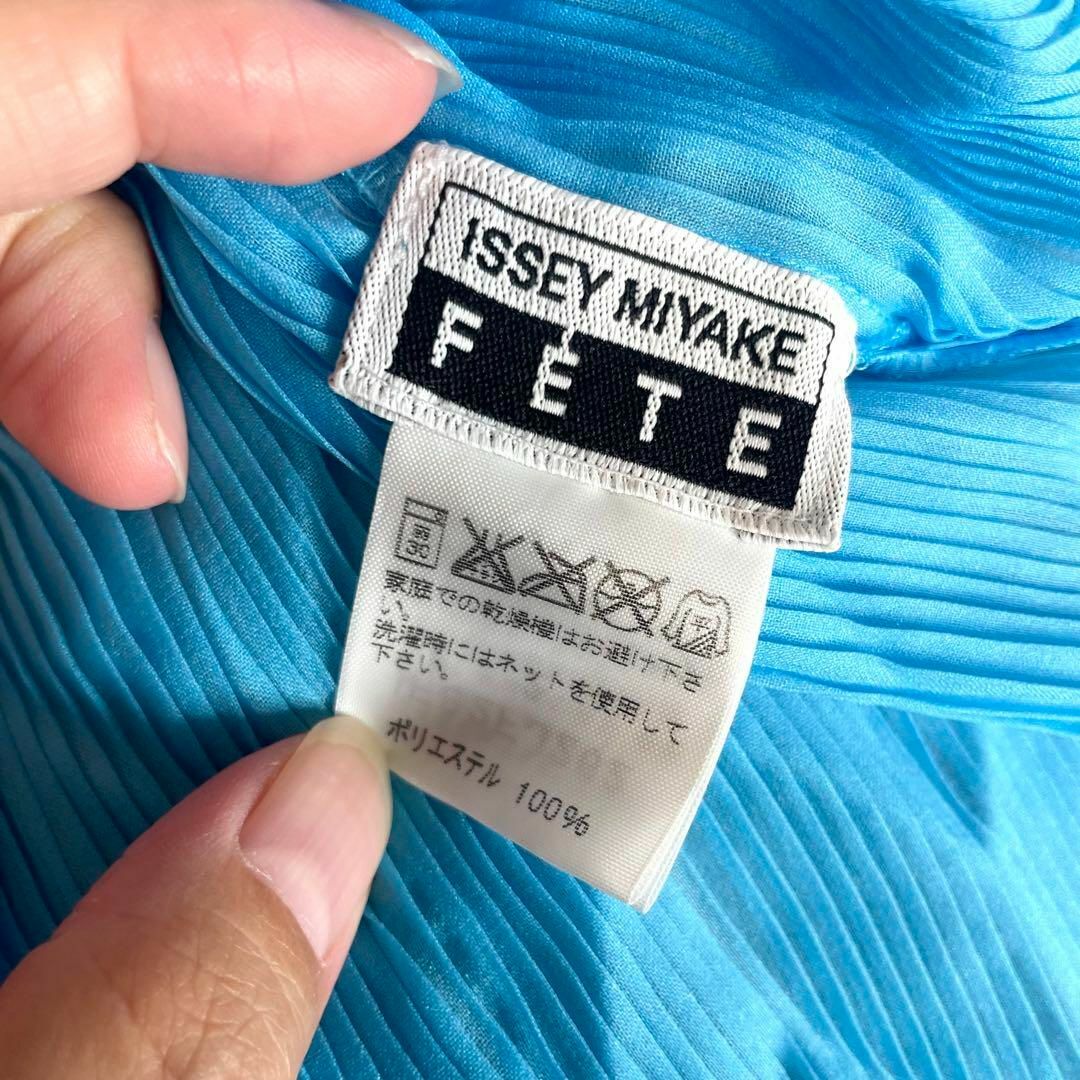 ISSEY MIYAKE
FÊTE
家庭での乾燥機はお避け下さ
い。
洗濯時にはネットを使用して
下さい。
ポリエステル 100%